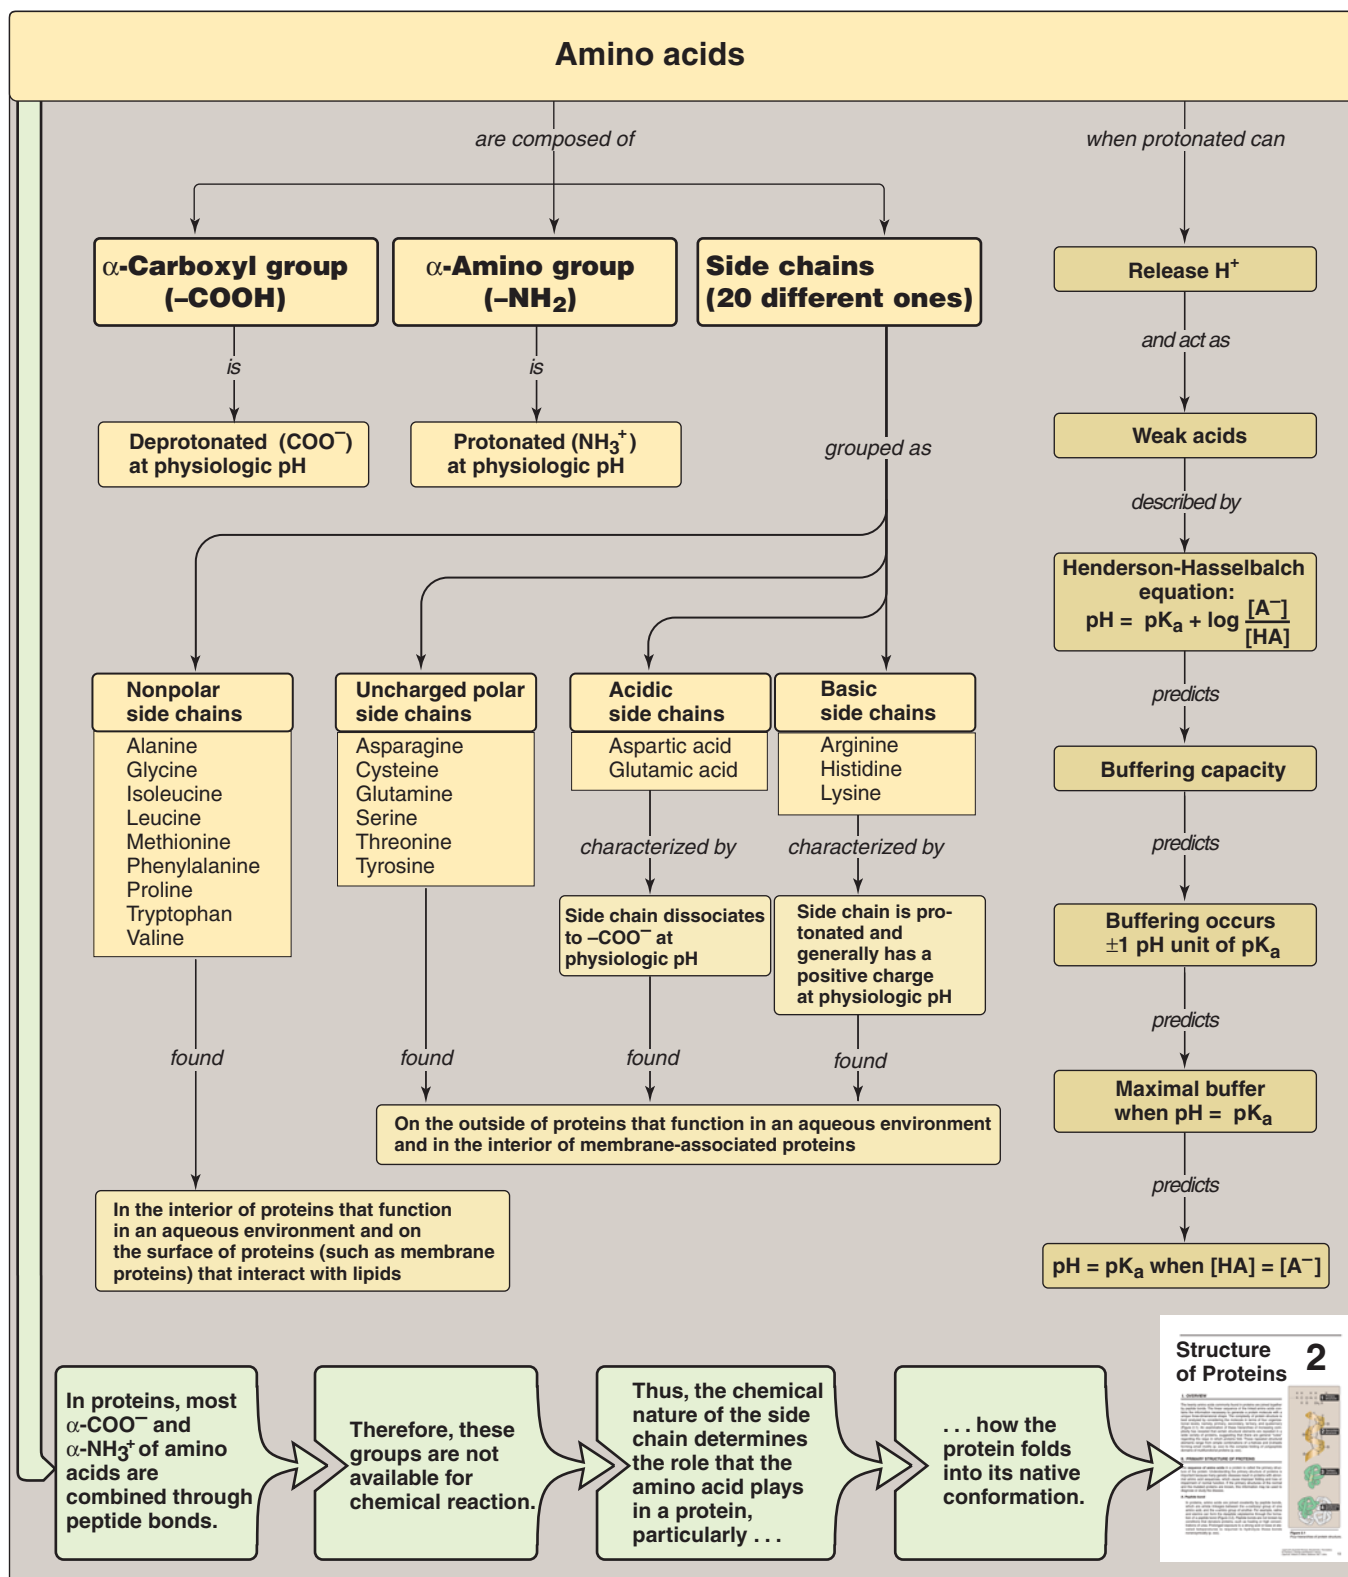 Amino acids
are composed of
when protonated can
α-Carboxyl group
(–COOH)
α-Amino group
(–NH₂)
Side chains
(20 different ones)
Release H⁺
is
is
and act as
Deprotonated (COO⁻)
at physiologic pH
Protonated (NH₃⁺)
at physiologic pH
grouped as
Weak acids
described by
Henderson-Hasselbalch
equation:
pH = pKₐ + log [A⁻]
[HA]
predicts
Nonpolar
side chains
Alanine
Glycine
Isoleucine
Leucine
Methionine
Phenylalanine
Proline
Tryptophan
Valine
Uncharged polar
side chains
Asparagine
Cysteine
Glutamine
Serine
Threonine
Tyrosine
Acidic
side chains
Aspartic acid
Glutamic acid
Basic
side chains
Arginine
Histidine
Lysine
Buffering capacity
characterized by
characterized by
predicts
Side chain dissociates
to –COO⁻ at
physiologic pH
Side chain is pro-
tonated and
generally has a
positive charge
at physiologic pH
Buffering occurs
±1 pH unit of pKₐ
predicts
found
found
found
found
Maximal buffer
when pH = pKₐ
On the outside of proteins that function in an aqueous environment
and in the interior of membrane-associated proteins
predicts
In the interior of proteins that function
in an aqueous environment and on
the surface of proteins (such as membrane
proteins) that interact with lipids
pH = pKₐ when [HA] = [A⁻]
In proteins, most
α-COO⁻ and
α-NH₃⁺ of amino
acids are
combined through
peptide bonds.
Therefore, these
groups are not
available for
chemical reaction.
Thus, the chemical
nature of the side
chain determines
the role that the
amino acid plays
in a protein,
particularly . . .
. . . how the
protein folds
into its native
conformation.
Structure
of Proteins 2